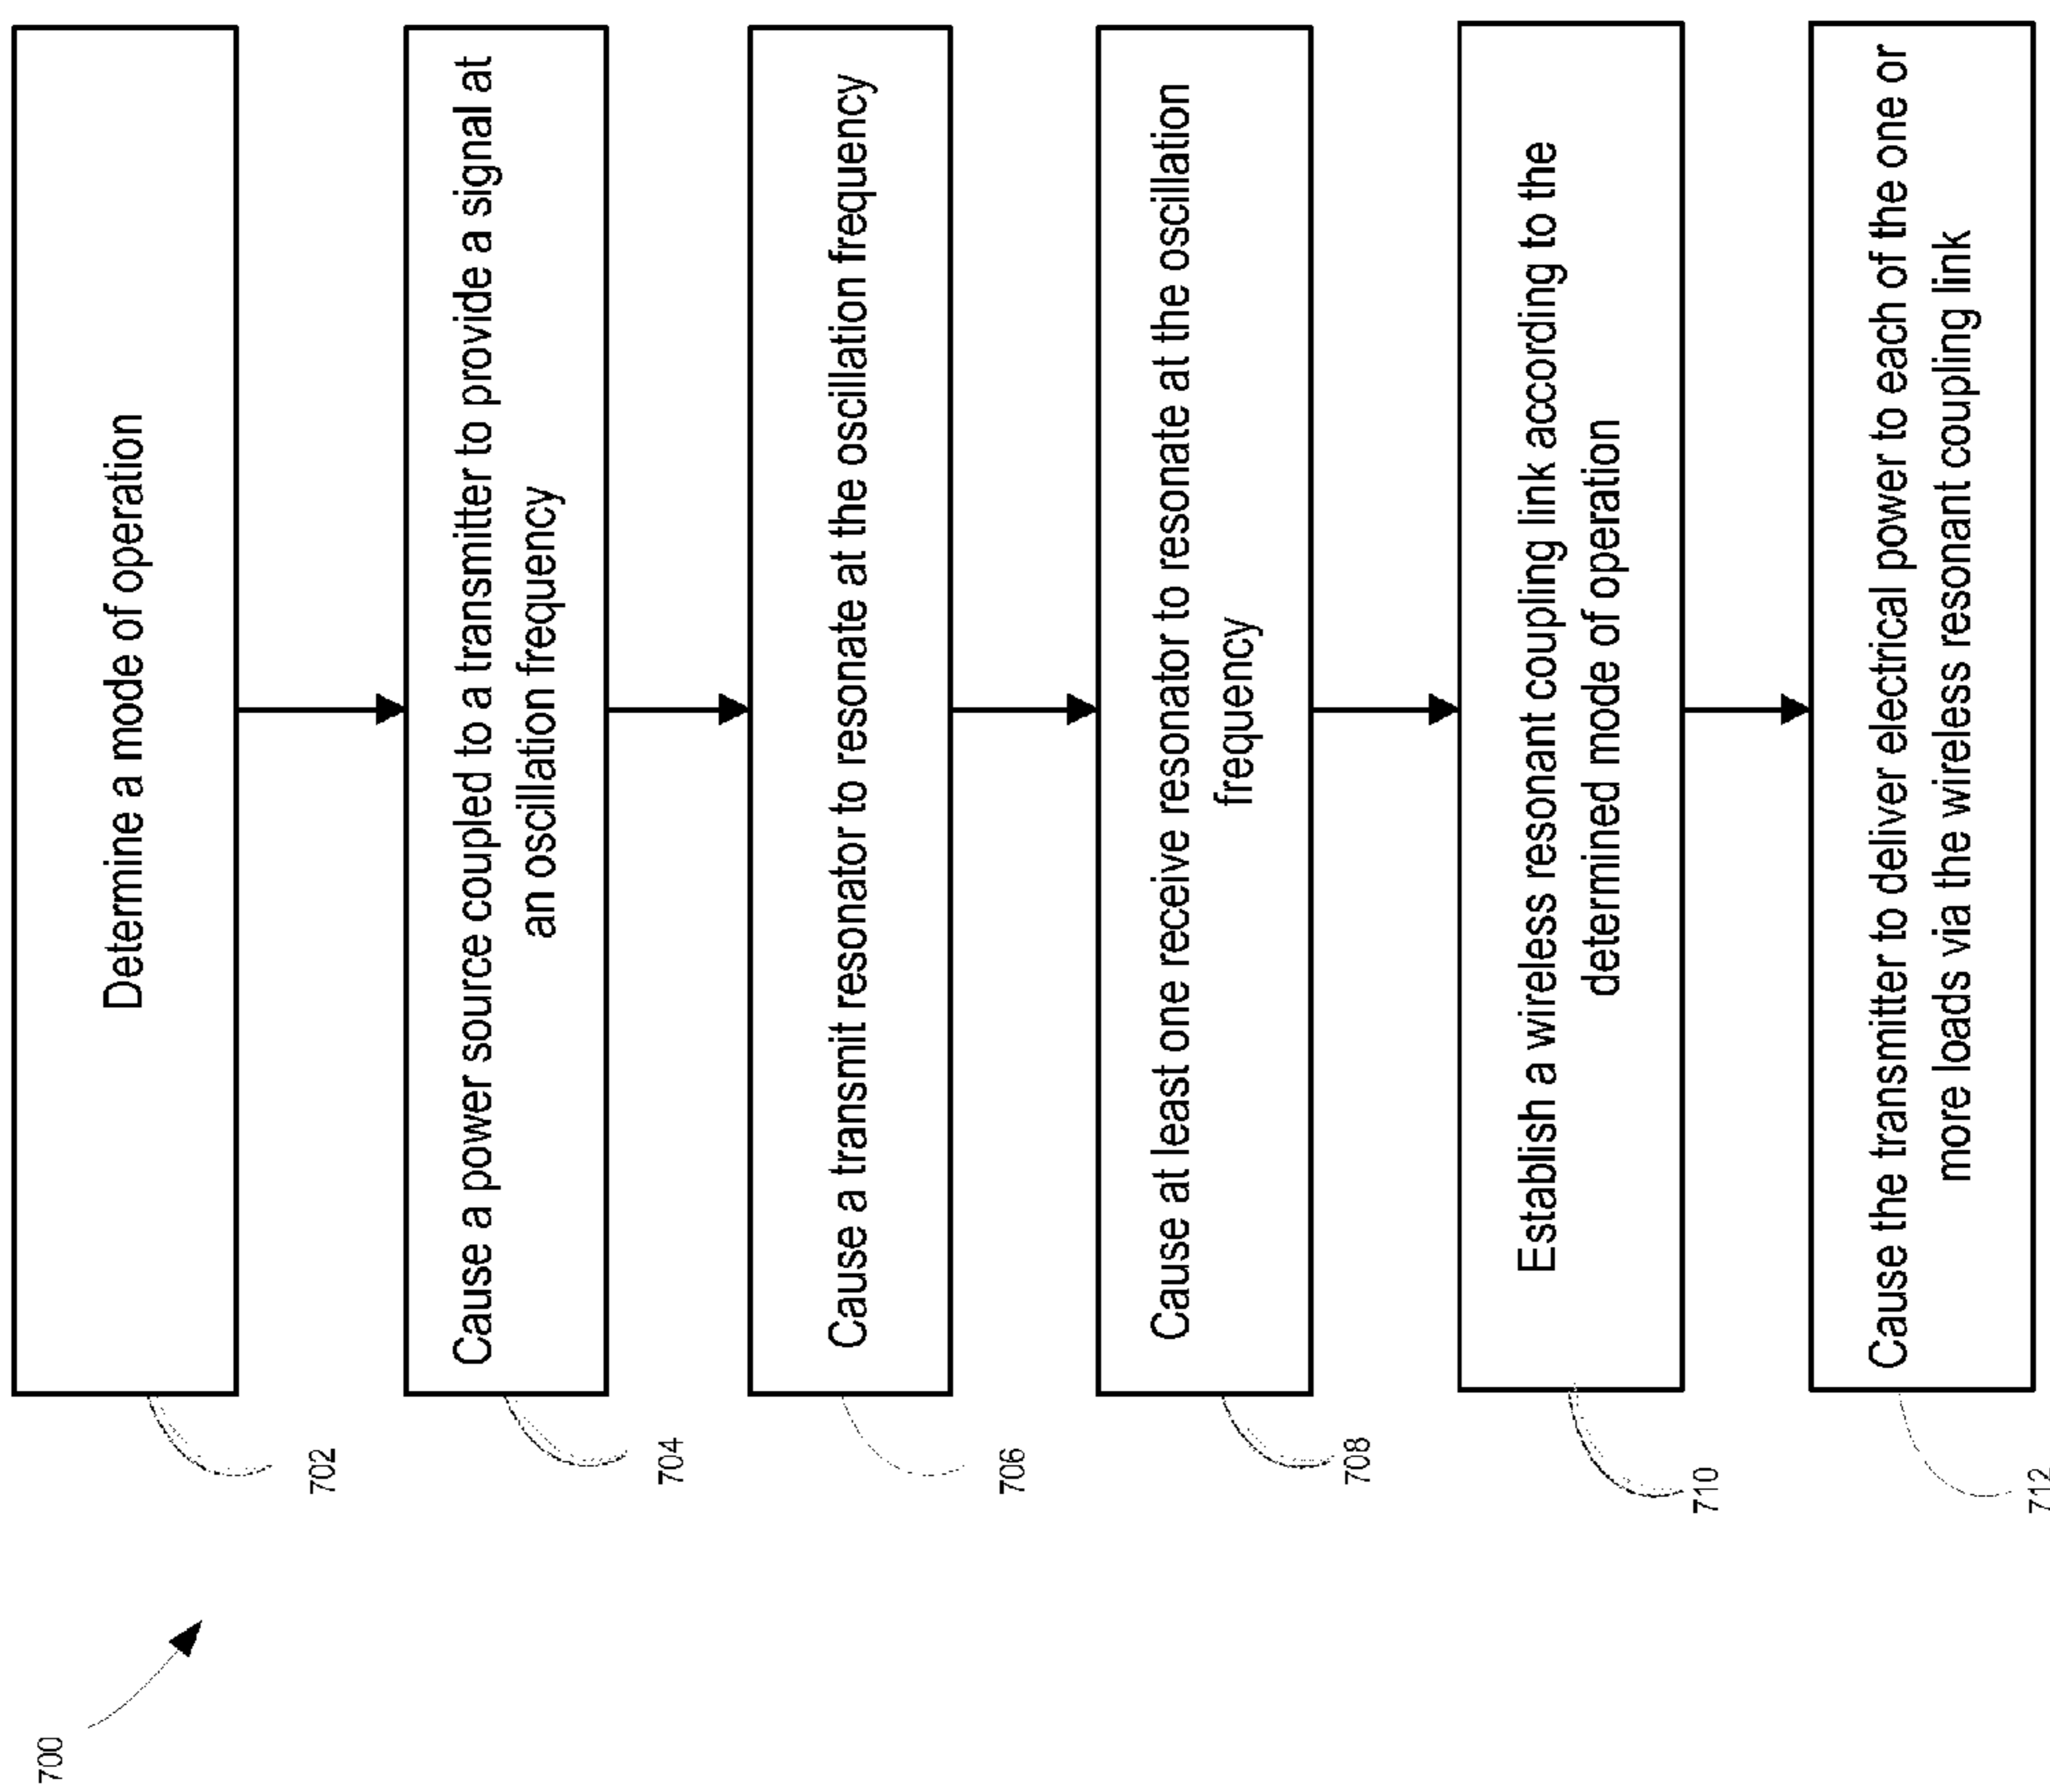 700
702
Determine a mode of operation
704
Cause a power source coupled to a transmitter to provide a signal at
an oscillation frequency
706
Cause a transmit resonator to resonate at the oscillation frequency
708
Cause at least one receive resonator to resonate at the oscillation
frequency
710
Establish a wireless resonant coupling link according to the
determined mode of operation
712
Cause the transmitter to deliver electrical power to each of the one or
more loads via the wireless resonant coupling link